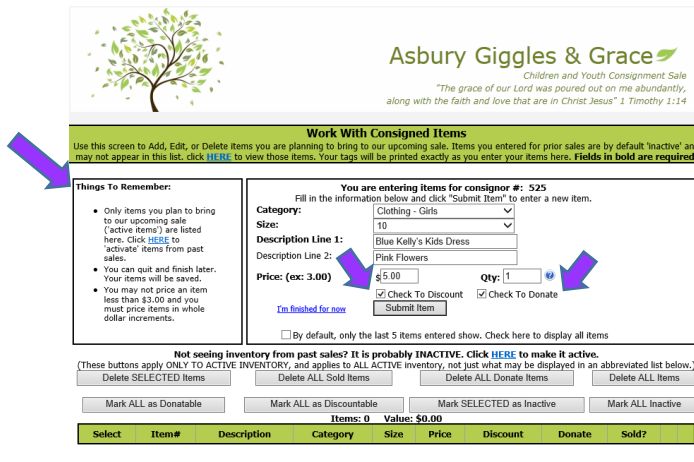 Asbury Giggles & Grace
Children and Youth Consignment Sale
"The grace of our Lord was poured out on me abundantly,
along with the faith and love that are in Christ Jesus" 1 Timothy 1:14
Work With Consigned Items
Use this screen to Add, Edit, or Delete items you are planning to bring to our upcoming sale. Items you entered for prior sales are by default 'inactive' an
may not appear in this list. click HERE to view those items. Your tags will be printed exactly as you enter your items here. Fields in bold are required
Things To Remember:
• Only items you plan to bring
to our upcoming sale
('active items') are listed
here. Click HERE to
'activate' items from past
sales.
• You can quit and finish later.
Your items will be saved.
• You may not price an item
less than $3.00 and you
must price items in whole
dollar increments.
You are entering items for consignor #: 525
Fill in the information below and click "Submit Item" to enter a new item.
Category: Clothing - Girls
Size: 10
Description Line 1: Blue Kelly's Kids Dress
Description Line 2: Pink Flowers
Price: (ex: 3.00) $ 5.00 Qty: 1
Check To Discount Check To Donate
I'm finished for now Submit Item
By default, only the last 5 items entered show. Check here to display all items
Not seeing inventory from past sales? It is probably INACTIVE. Click HERE to make it active.
(These buttons apply ONLY TO ACTIVE INVENTORY, and applies to ALL ACTIVE inventory, not just what may be displayed in an abbreviated list below.)
Delete SELECTED Items Delete ALL Sold Items Delete ALL Donate Items Delete ALL Items
Mark ALL as Donatable Mark ALL as Discountable Mark SELECTED as Inactive Mark ALL Inactive
Items: 0 Value: $0.00
Select Item# Description Category Size Price Discount Donate Sold?